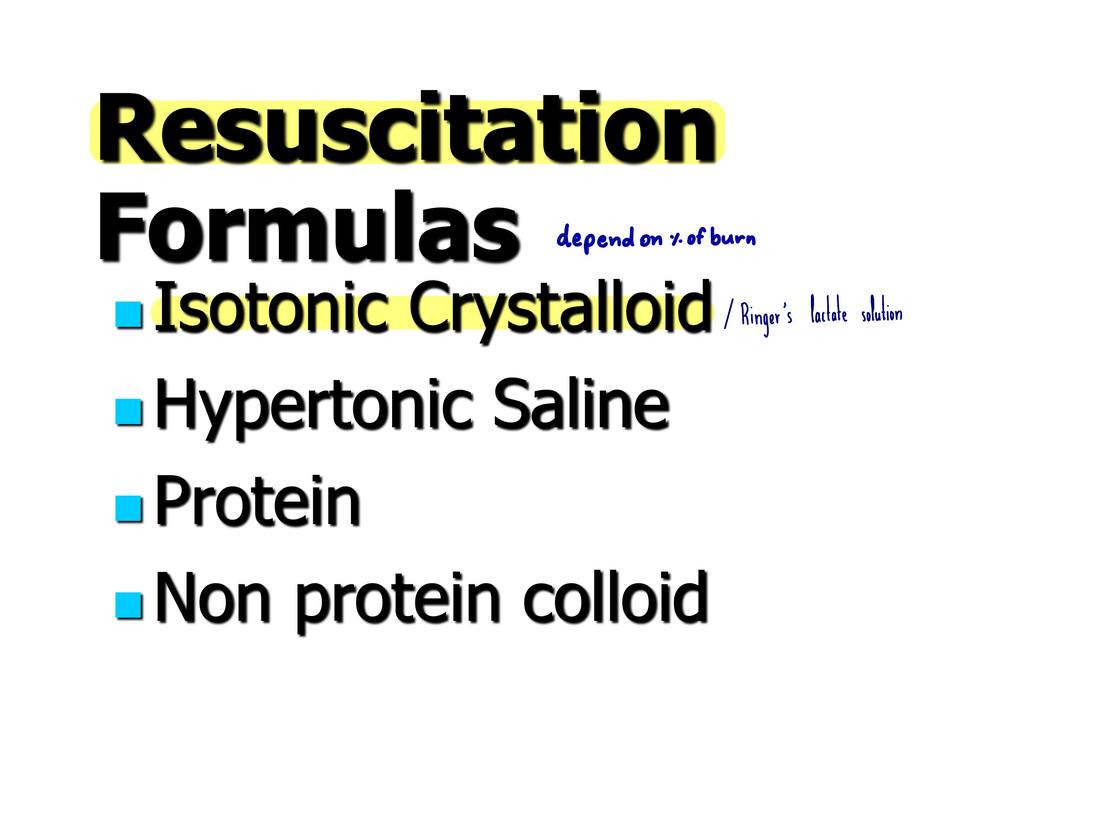 Resuscitation
Formulas depend on % of burn
Isotonic Crystalloid / Ringer's lactate solution
Hypertonic Saline
Protein
Non protein colloid